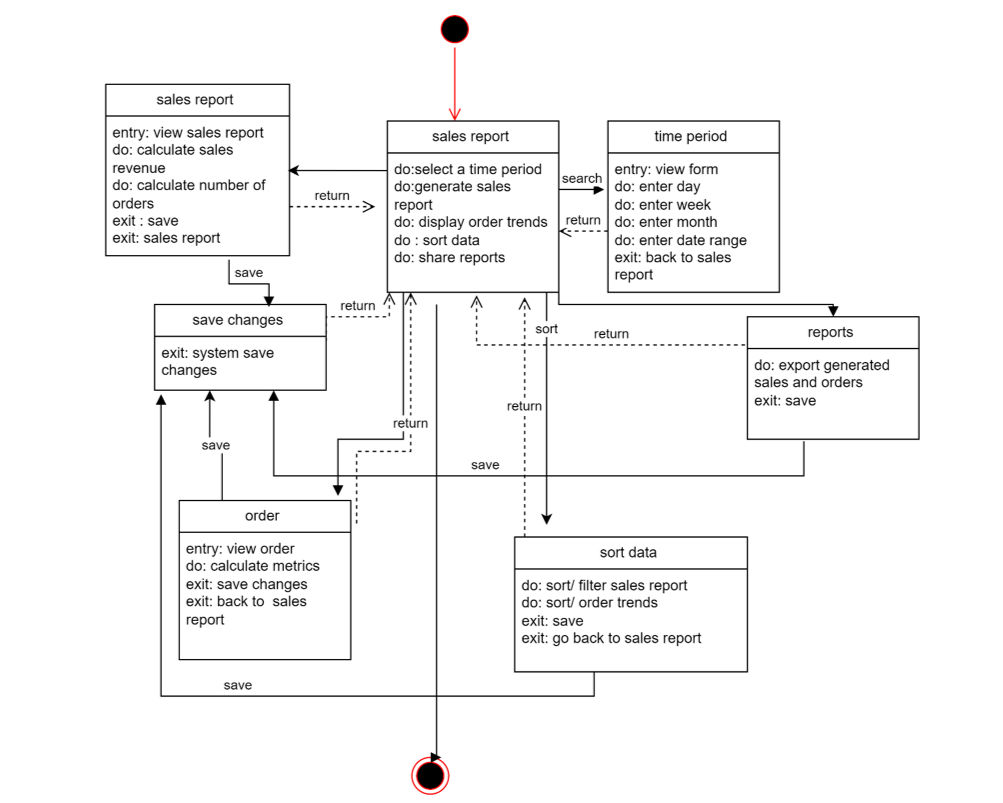 sales report
entry: view sales report
do: calculate sales
revenue
do: calculate number of
orders
exit : save
exit: sales report
sales report
do:select a time period
do:generate sales
report
do: display order trends
do : sort data
do: share reports
time period
entry: view form
do: enter day
do: enter week
do: enter month
do: enter date range
exit: back to sales
report
search
return
return
save
save changes
exit: system save
changes
return
sort
return
reports
do: export generated
sales and orders
exit: save
return
return
save
save
order
entry: view order
do: calculate metrics
exit: save changes
exit: back to  sales
report
sort data
do: sort/ filter sales report
do: sort/ order trends
exit: save
exit: go back to sales report
save